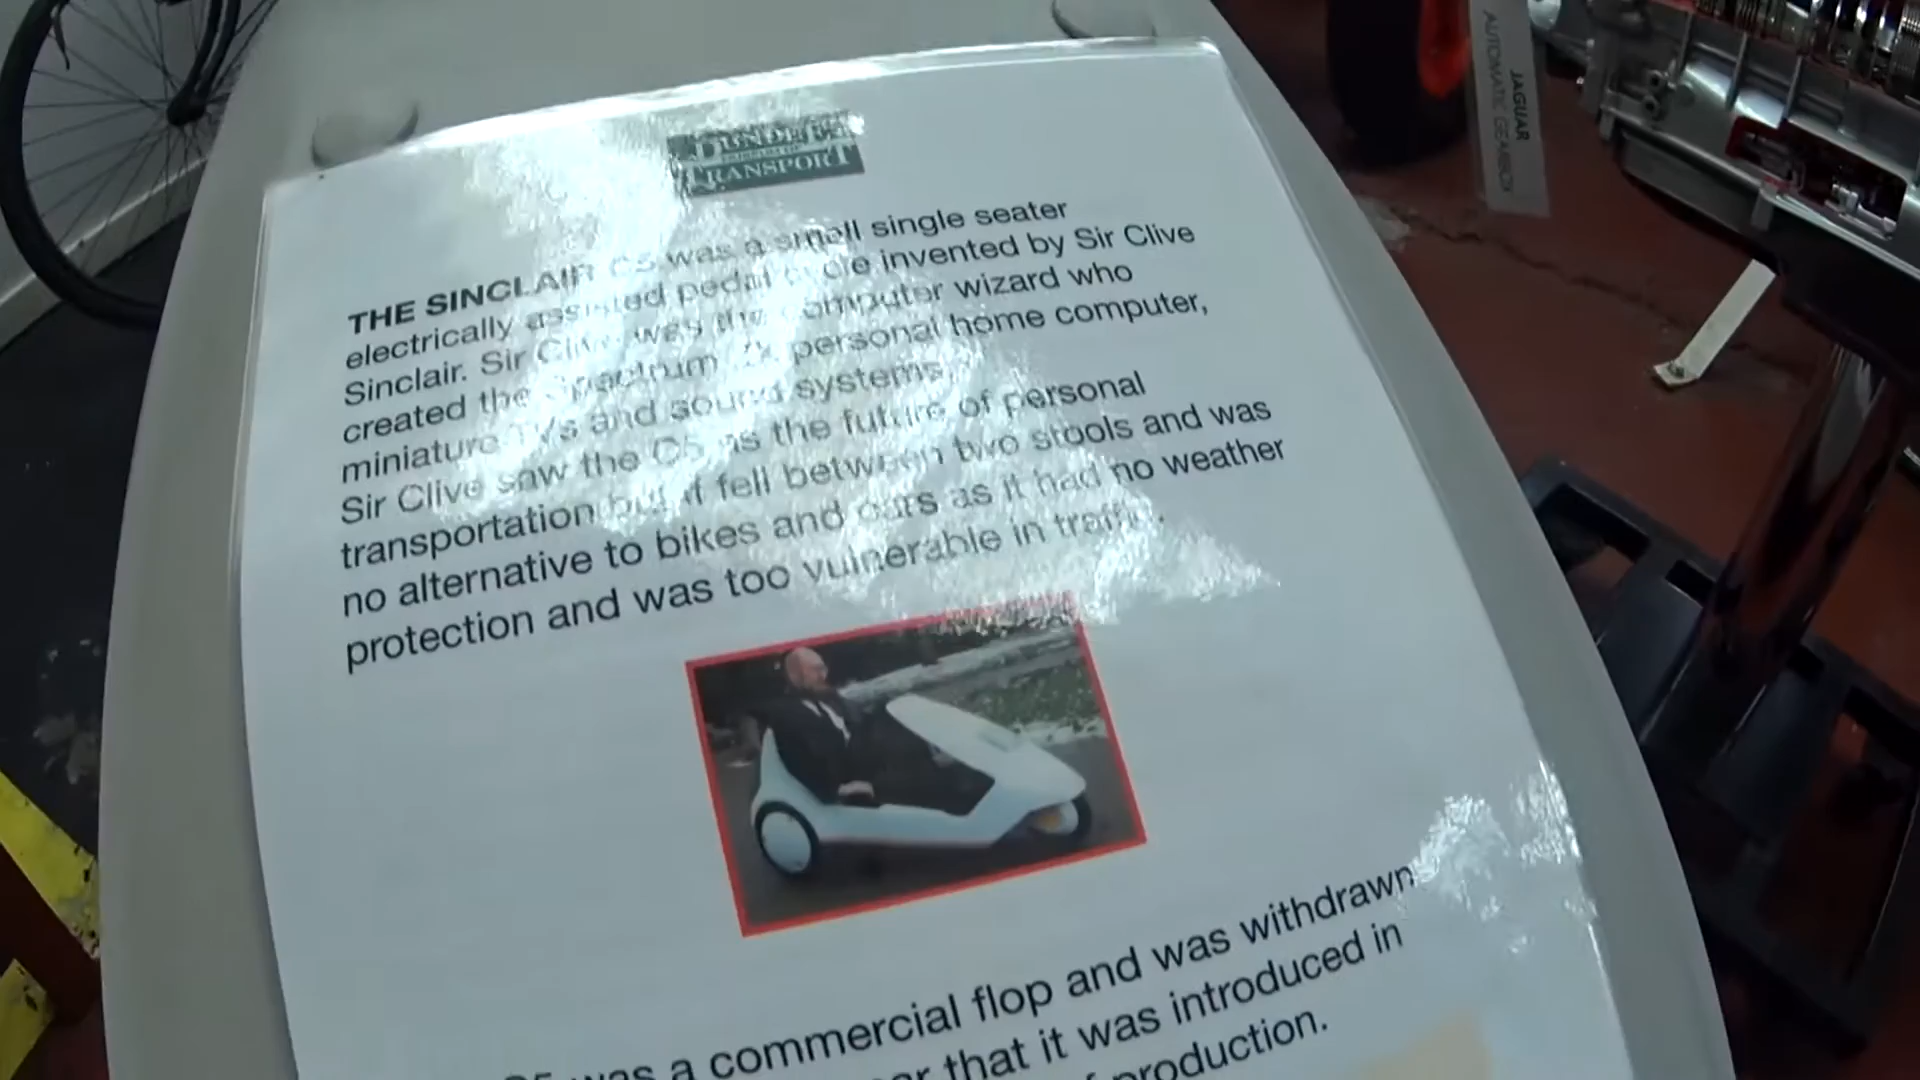 DUNDEE
MUSEUM OF
TRANSPORT
THE SINCLAIR C5 was a small single seater
electrically assisted pedal cycle invented by Sir Clive
Sinclair. Sir Clive was the computer wizard who
created the Spectrum personal home computer,
miniature TVs and sound systems.
Sir Clive saw the C5 as the future of personal
transportation but it fell between two stools and was
no alternative to bikes and cars as it had no weather
protection and was too vulnerable in traffic.
C5 was a commercial flop and was withdrawn
that it was introduced in
production.
JAGUAR
AUTOMATIC GEARBOX